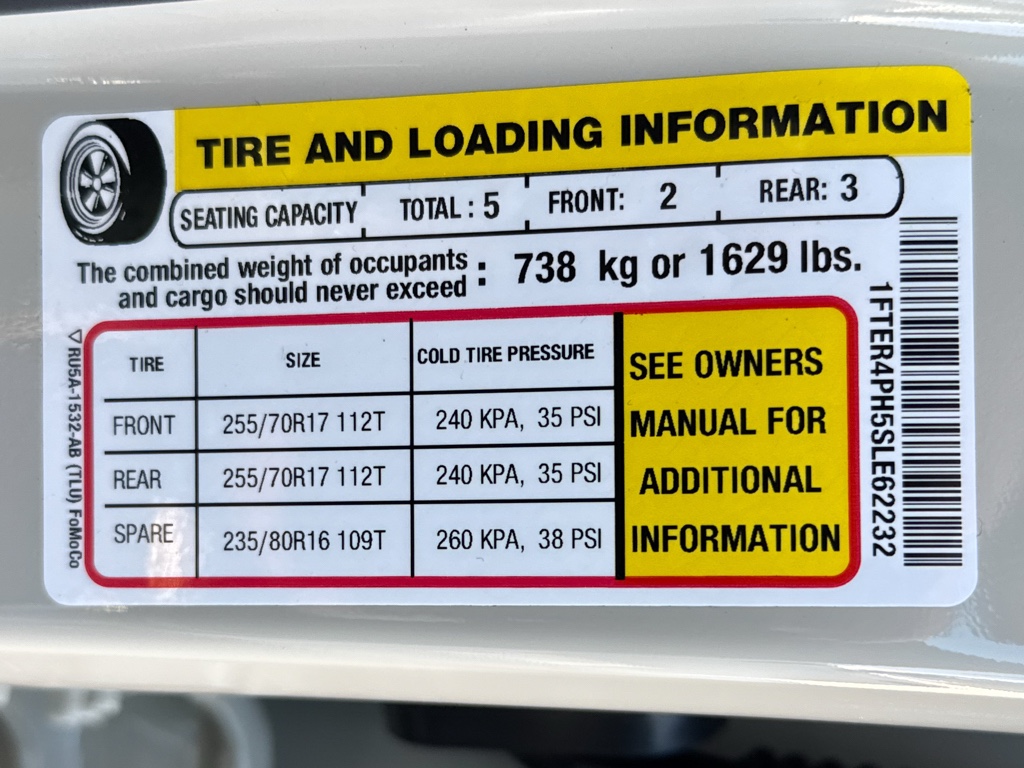 TIRE AND LOADING INFORMATION
SEATING CAPACITY TOTAL : 5 FRONT: 2 REAR: 3
The combined weight of occupants
and cargo should never exceed : 738 kg or 1629 lbs.
TIRE SIZE COLD TIRE PRESSURE
FRONT 255/70R17 112T 240 KPA, 35 PSI
REAR 255/70R17 112T 240 KPA, 35 PSI
SPARE 235/80R16 109T 260 KPA, 38 PSI
SEE OWNERS
MANUAL FOR
ADDITIONAL
INFORMATION
RU5A-1532-AB (TLU) FoMoCo
1FTER4PH5SLE62232